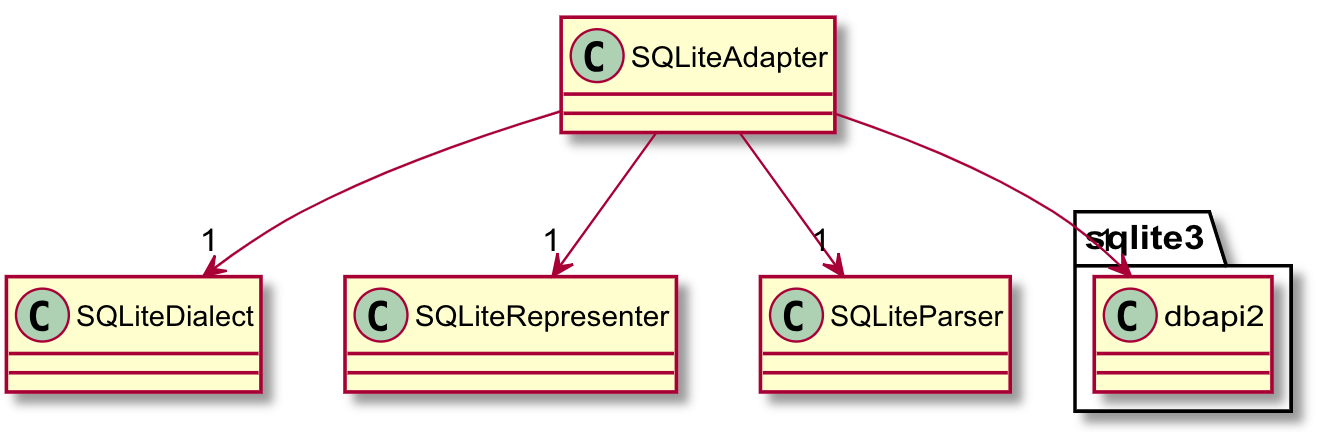 C SQLiteAdapter
1
1
1
1
sqlite3
C SQLiteDialect
C SQLiteRepresenter
C SQLiteParser
C dbapi2